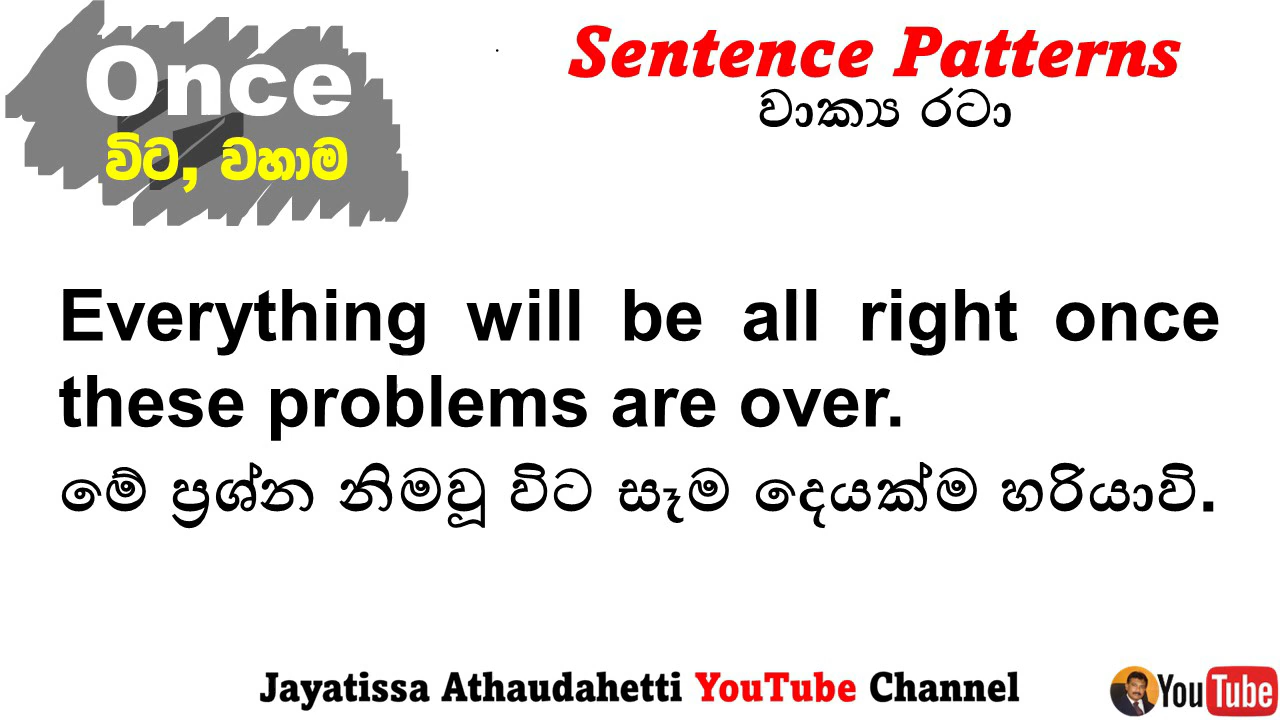 Once
විට, වහාම
Sentence Patterns
වාක්‍ය රටා
Everything will be all right once
these problems are over.
මේ ප්‍රශ්න නිමවූ විට සෑම දෙයක්ම හරියාවි.
Jayatissa Athaudahetti YouTube Channel
YouTube